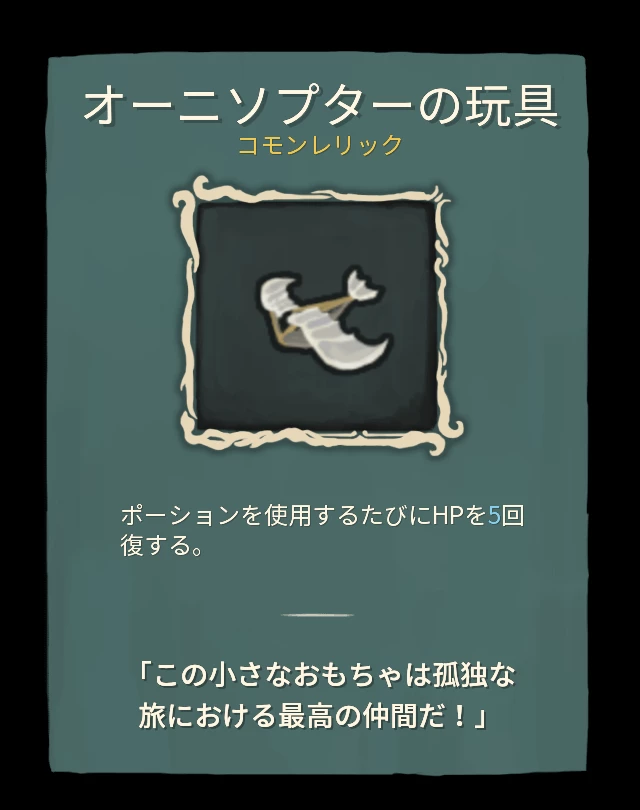 オーニソプターの玩具
コモンレリック
ポーションを使用するたびにHPを5回
復する。
「この小さなおもちゃは孤独な
旅における最高の仲間だ！」